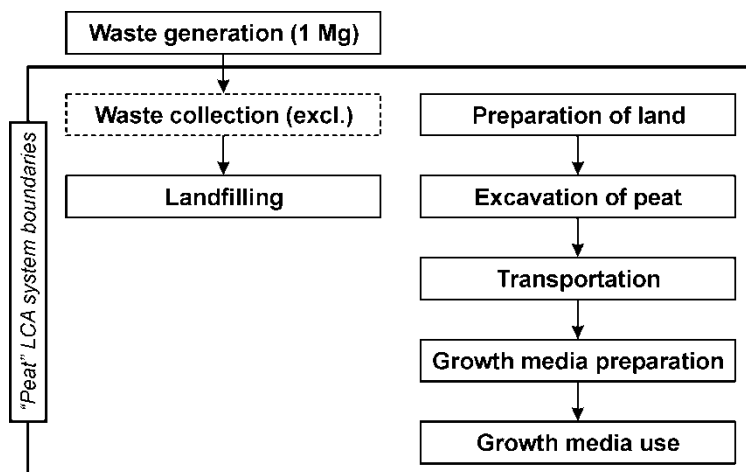 Waste generation (1 Mg)
"Peat" LCA system boundaries
Waste collection (excl.)
Landfilling
Preparation of land
Excavation of peat
Transportation
Growth media preparation
Growth media use